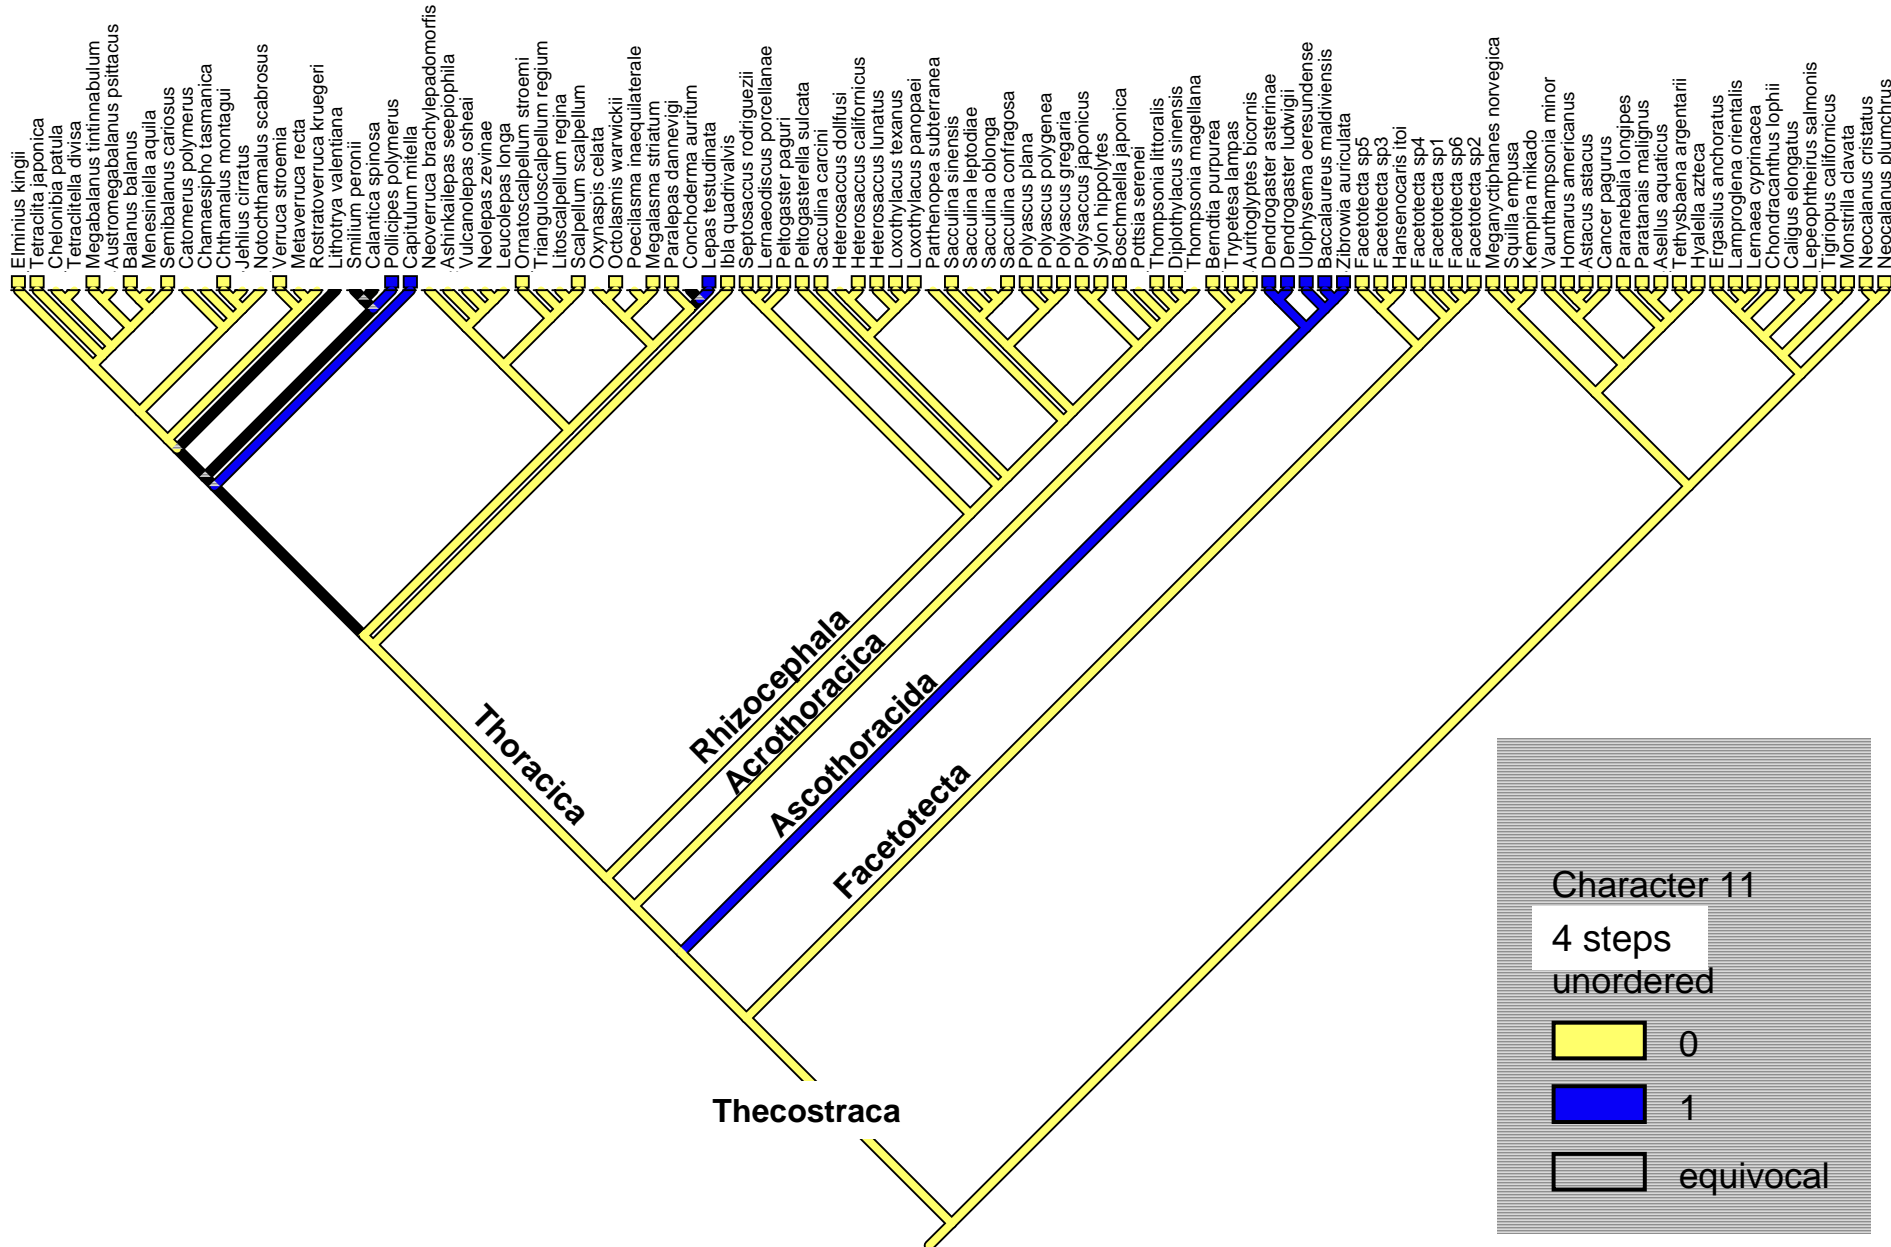 Elminius kingii
Tetraclita japonica
Chelonibia patula
Tetraclitella divisa
Megabalanus tintinnabulum
Austromegabalanus psittacus
Balanus balanus
Menesiniella aquila
Semibalanus cariosus
Catomerus polymerus
Chamaesipho tasmanica
Chthamalus montagui
Jehlius cirratus
Notochthamalus scabrosus
Verruca stroemia
Metaverruca recta
Rostratoverruca kruegeri
Lithotrya valentiana
Smilium peronii
Calantica spinosa
Pollicipes polymerus
Capitulum mitella
Neoverruca brachylepadomorfis
Ashinkailepas seepiophila
Vulcanolepas osheai
Neolepas zevinae
Leucolepas longa
Ornatoscalpellum stroemi
Trianguloscalpellum regium
Litoscalpellum regina
Scalpellum scalpellum
Oxynaspis celata
Octolasmis warwickii
Poecilasma inaequilaterale
Megalasma striatum
Paralepas dannevigi
Conchoderma auritum
Lepas testudinata
Ibla quadrivalvis
Septosaccus rodriguezii
Lernaeodiscus porcellanae
Peltogaster paguri
Peltogasterella sulcata
Sacculina carcini
Heterosaccus dollfusi
Heterosaccus californicus
Heterosaccus lunatus
Loxothylacus texanus
Loxothylacus panopaei
Parthenopea subterranea
Sacculina sinensis
Sacculina leptodiae
Sacculina oblonga
Sacculina confragosa
Polyascus plana
Polyascus polygenea
Polyascus gregaria
Polysaccus japonicus
Sylon hippolytes
Boschmaella japonica
Pottsia serenei
Thompsonia littoralis
Diplothylacus sinensis
Thompsonia magellana
Berndtia purpurea
Trypetesa lampas
Auritoglyptes bicornis
Dendrogaster asterinae
Dendrogaster ludwigii
Ulophysema oeresundense
Baccalaureus maldiviensis
Zibrowia auriculata
Facetotecta sp5
Facetotecta sp3
Hansenocaris itoi
Facetotecta sp4
Facetotecta sp1
Facetotecta sp6
Facetotecta sp2
Meganyctiphanes norvegica
Squilla empusa
Kempina mikado
Vaunthampsonia minor
Homarus americanus
Astacus astacus
Cancer pagurus
Paranebalia longipes
Paratanais malignus
Asellus aquaticus
Tethysbaena argentarii
Hyalella azteca
Ergasilus anchoratus
Lamproglena orientalis
Lernaea cyprinacea
Chondracanthus lophii
Caligus elongatus
Lepeophtheirus salmonis
Tigriopus californicus
Monstrilla clavata
Neocalanus cristatus
Neocalanus plumchrus
Thoracica
Rhizocephala
Acrothoracica
Ascothoracida
Facetotecta
Thecostraca
Character 11
4 steps
unordered
0
1
equivocal